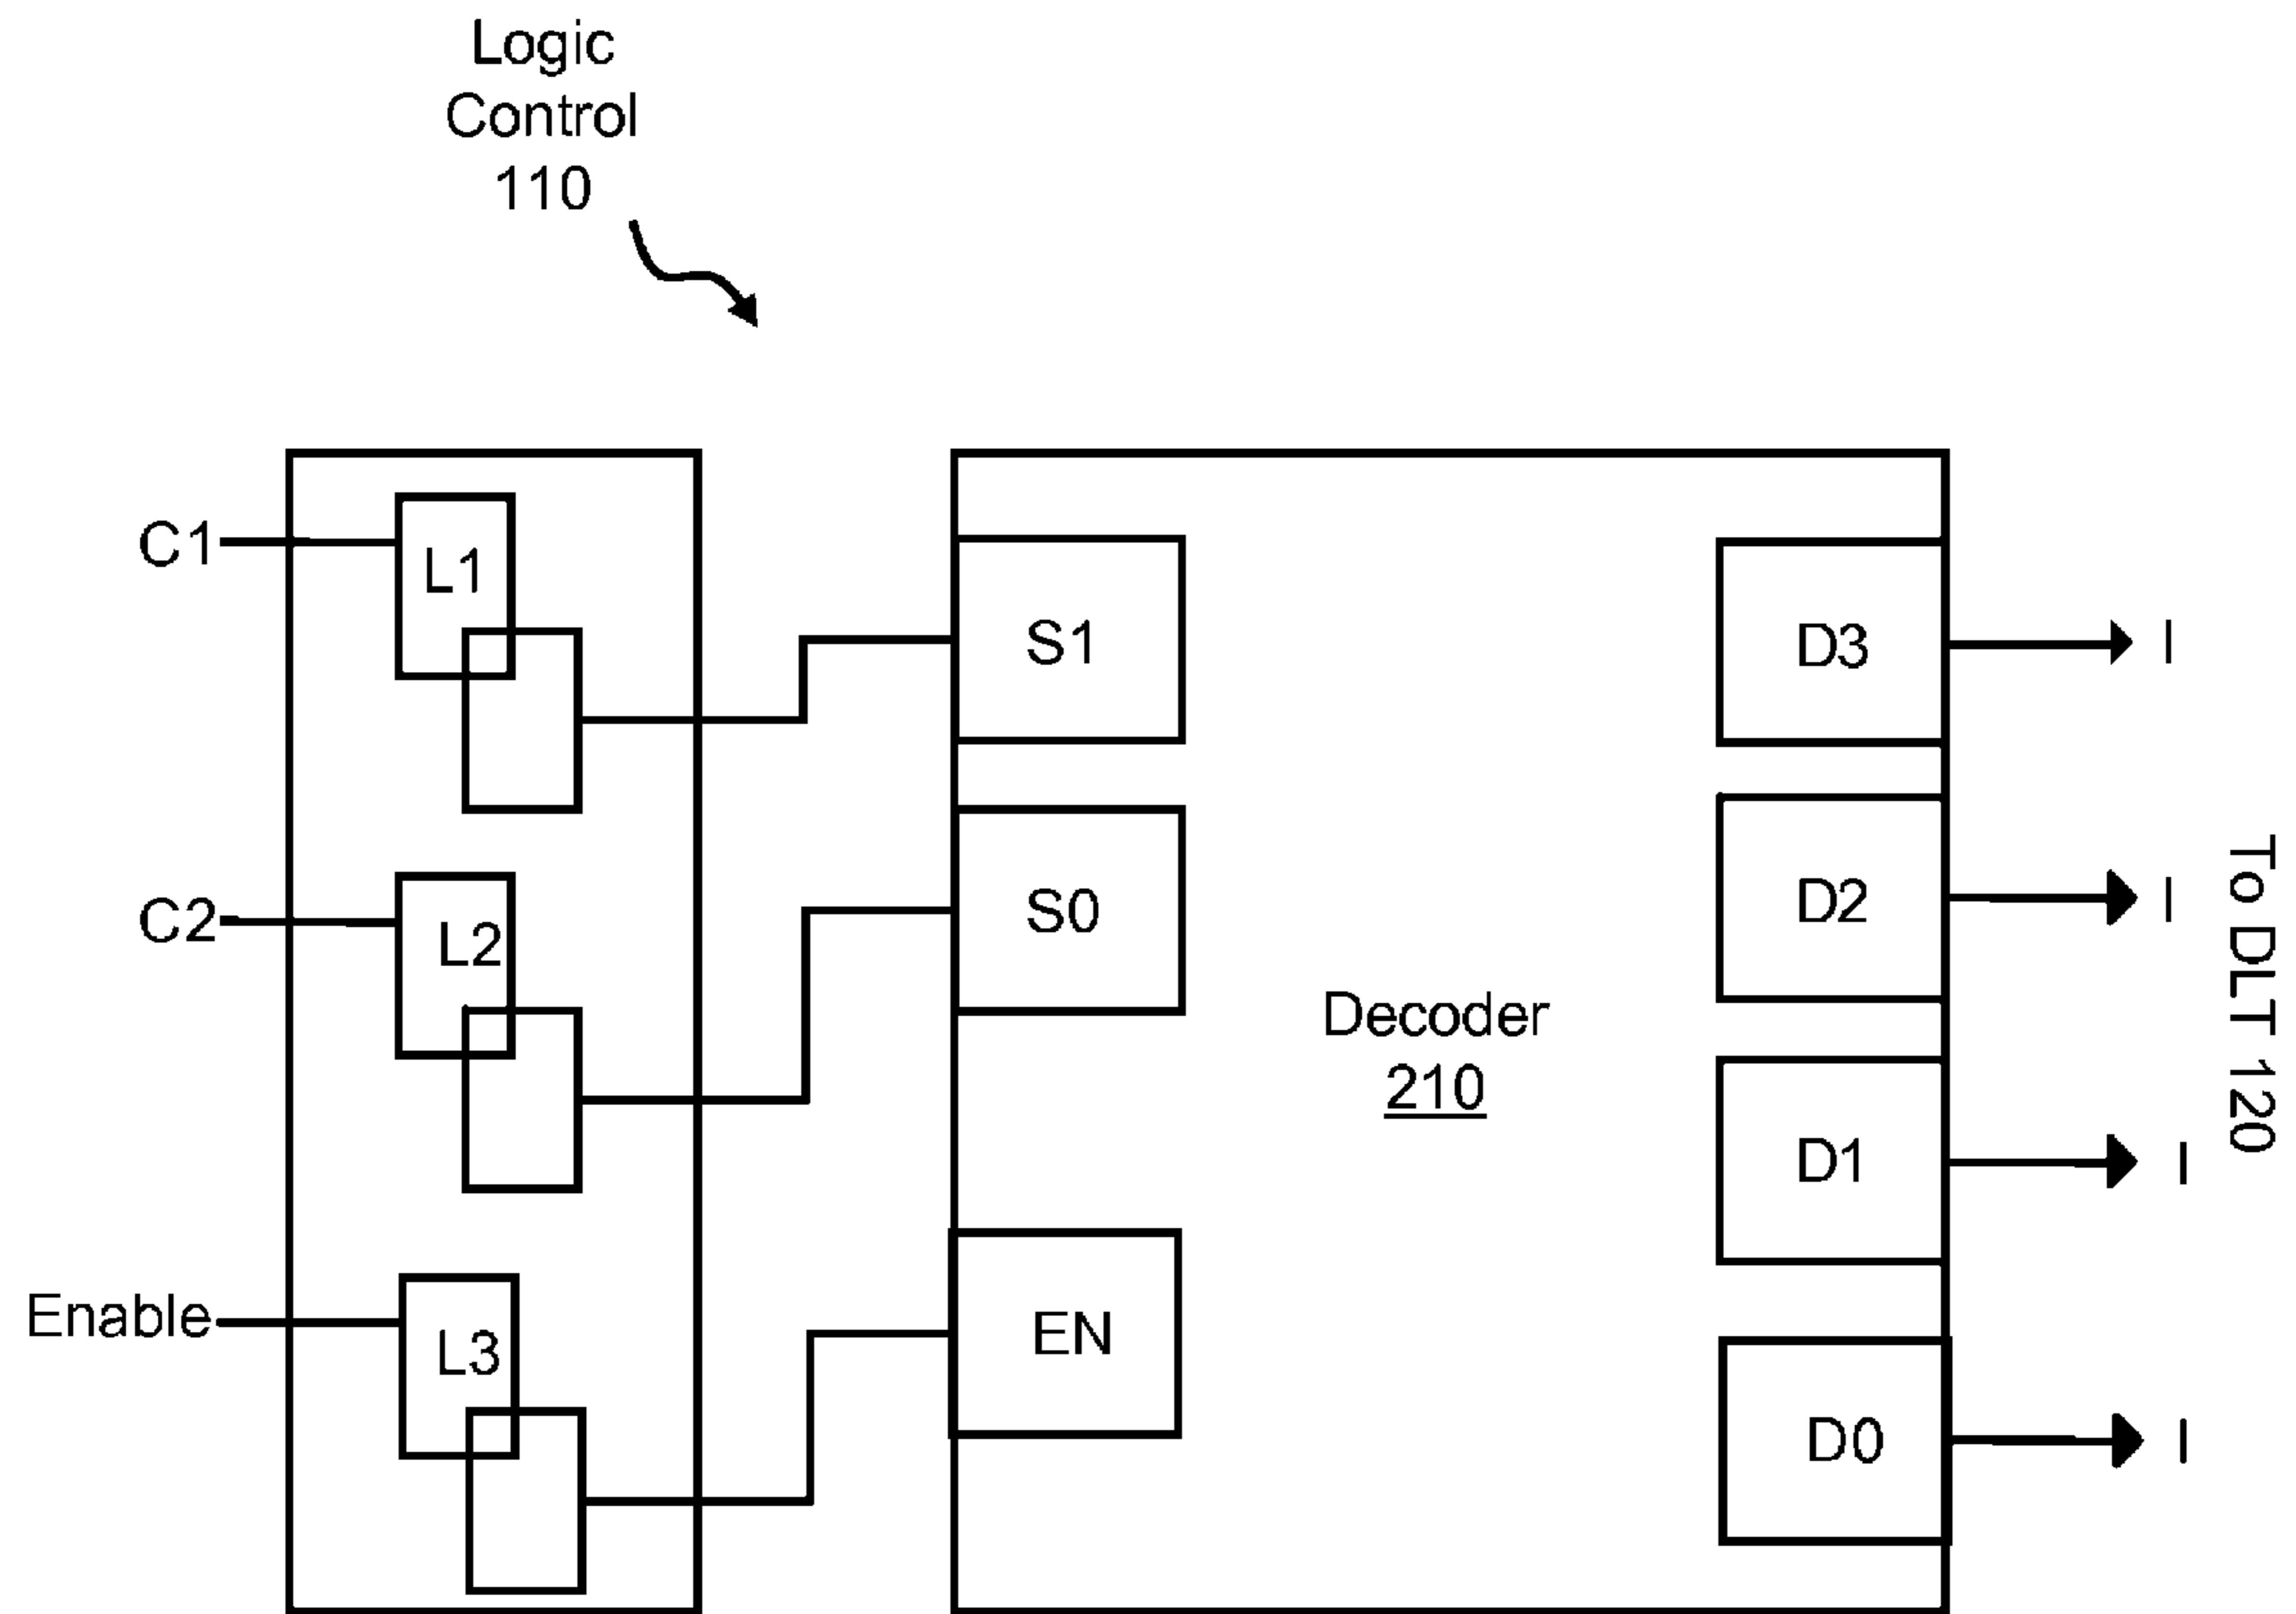 Logic
Control
110
C1
L1
S1
D3
I
C2
L2
S0
D2
I
Decoder
210
To DLT 120
D1
I
Enable
L3
EN
D0
I